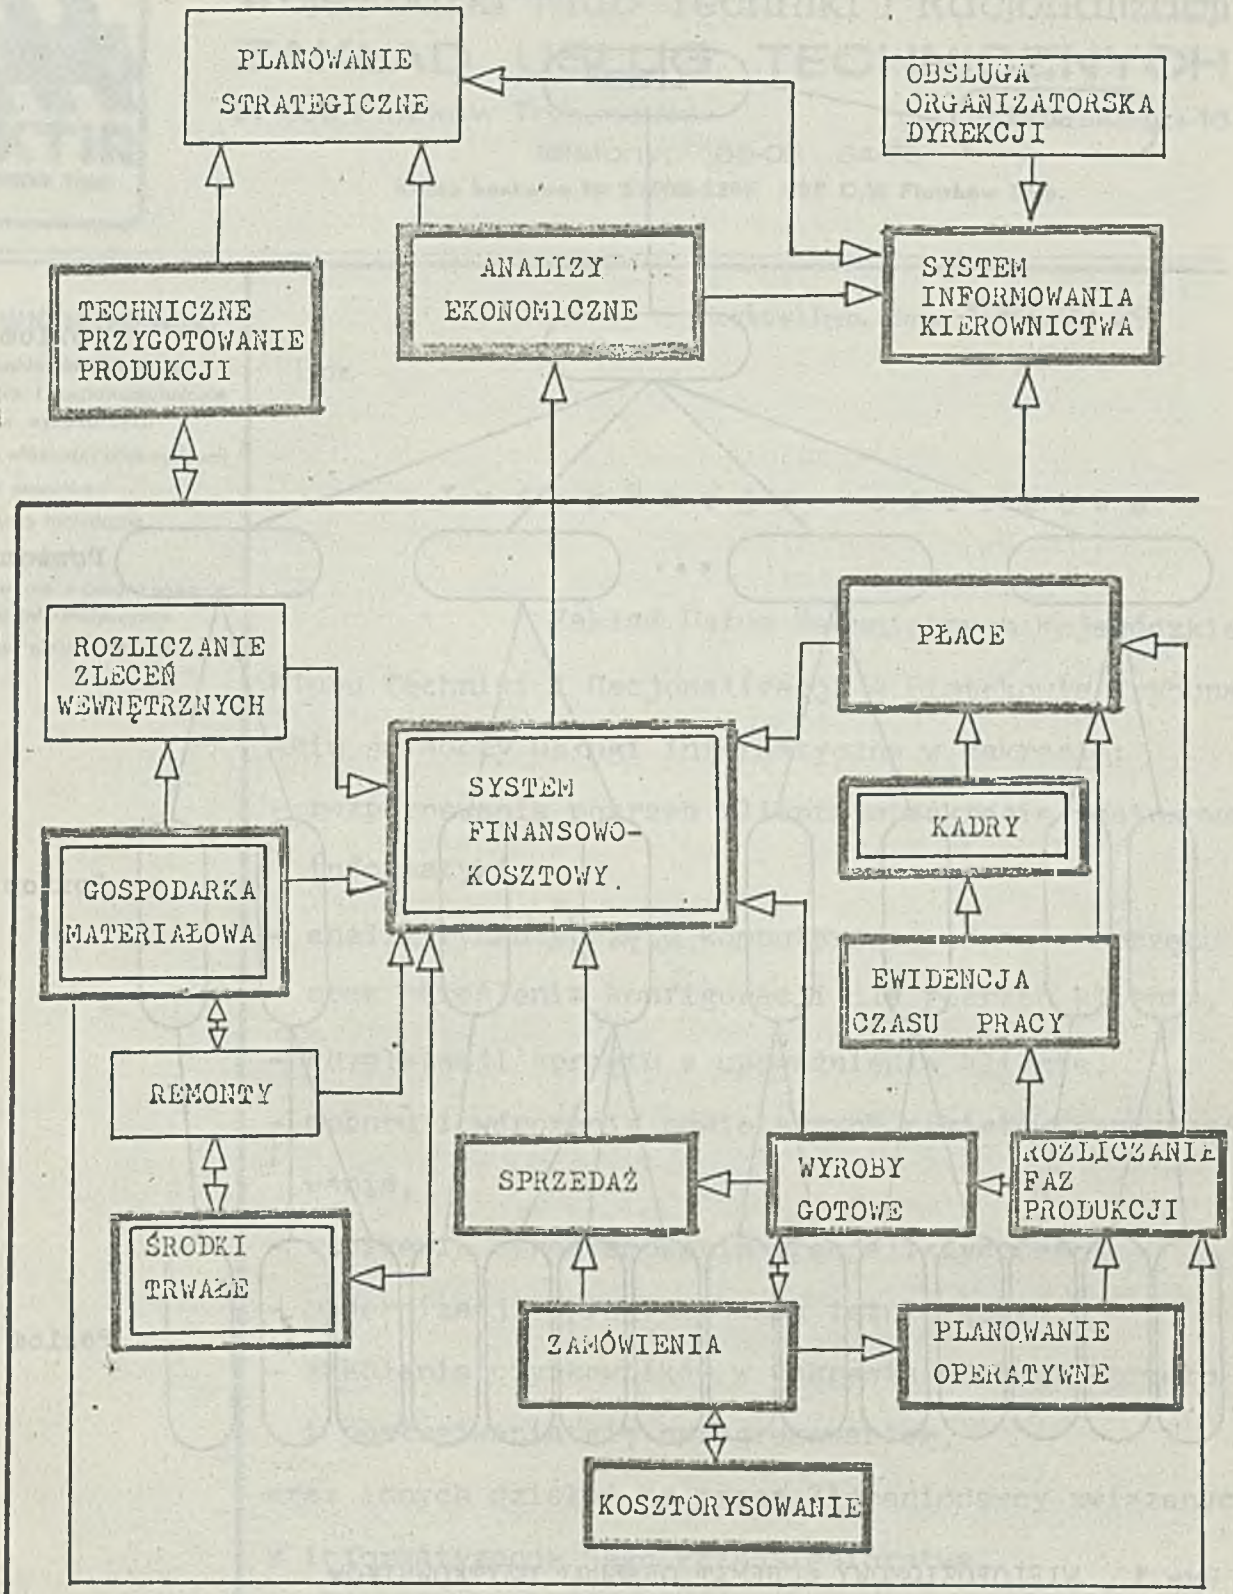 PLANOWANIE
STRATEGICZNE
OBSŁUGA
ORGANIZATORSKA
DYREKCJI
TECHNICZNE
PRZYGOTOWANIE
PRODUKCJI
ANALIZY
EKONOMICZNE
SYSTEM
INFORMOWANIA
KIEROWNICTWA
ROZLICZANIE
ZLECEŃ
WEWNĘTRZNYCH
PŁACE
SYSTEM
FINANSOWO-
KOSZTOWY
KADRY
GOSPODARKA
MATERIAŁOWA
EWIDENCJA
CZASU PRACY
REMONTY
SPRZEDAŻ
WYROBY
GOTOWE
ROZLICZANIE
FAZ
PRODUKCJI
ŚRODKI
TRWAŁE
ZAMÓWIENIA
PLANOWANIE
OPERATYWNE
KOSZTORYSOWANIE